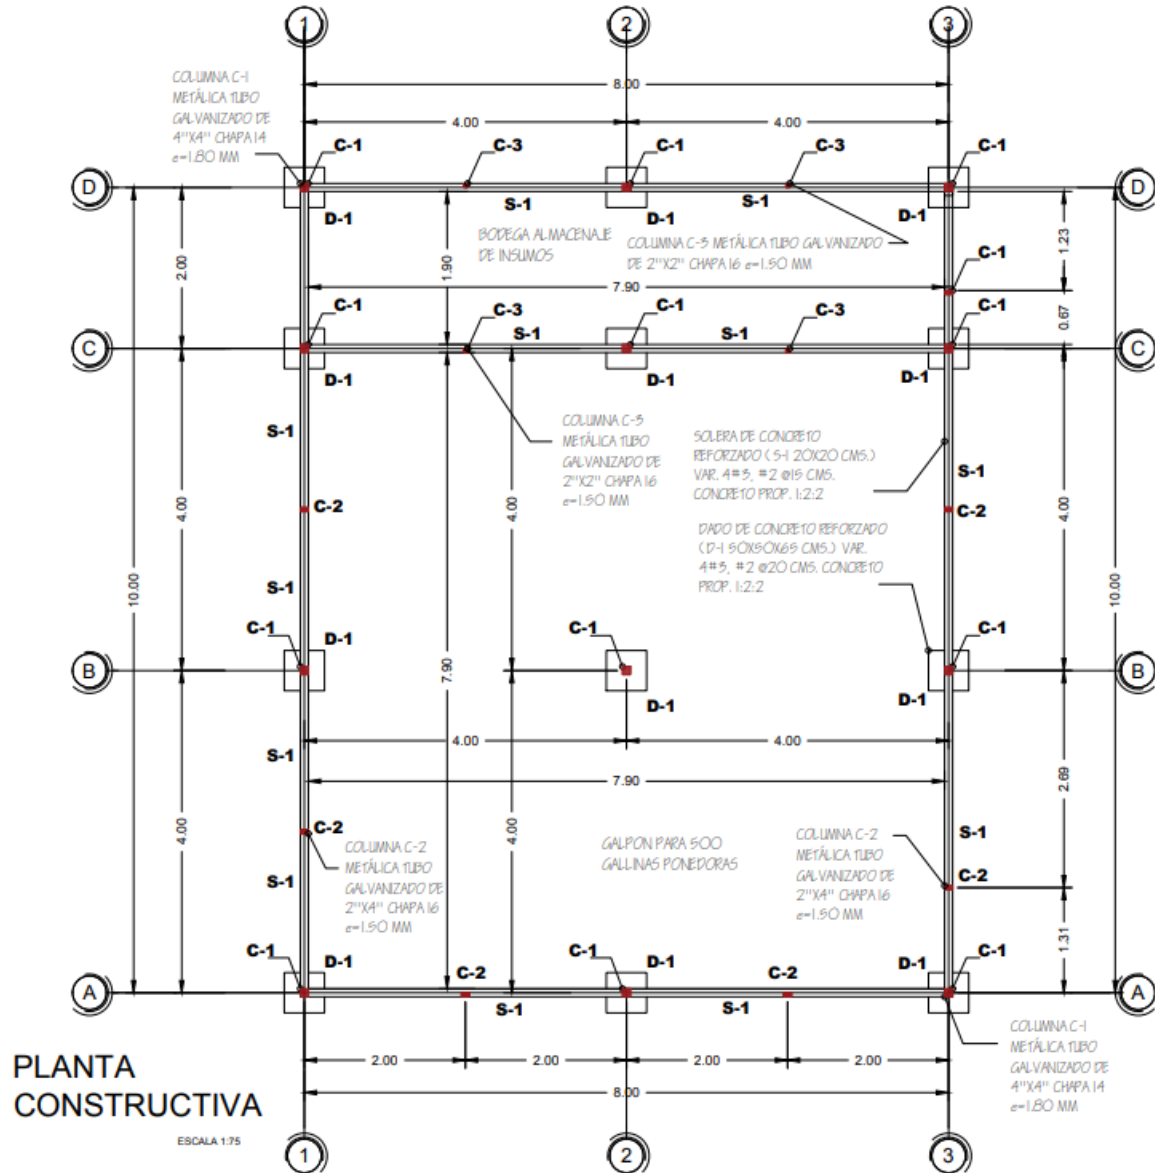 1
2
3
8.00
COLUMNA C-1
METÁLICA TUBO
GALVANIZADO DE
4"X4" CHAPA 14
e=1.80 MM
4.00
4.00
C-1
C-3
C-1
C-3
C-1
D
D
D-1
S-1
D-1
S-1
D-1
BODEGA ALMACENAJE
DE INSUMOS
COLUMNA C-3 METÁLICA TUBO GALVANIZADO
DE 2"X2" CHAPA 16 e=1.50 MM
2.00
1.90
1.23
C-1
7.90
0.67
C-1
C-3
S-1
C-1
S-1
C-3
C-1
C
C
D-1
D-1
D-1
COLUMNA C-3
METÁLICA TUBO
GALVANIZADO DE
2"X2" CHAPA 16
e=1.50 MM
SOLERA DE CONCRETO
REFORZADO (S-1 20X20 CMS.)
VAR. 4#3, #2 @15 CMS.
CONCRETO PROP. 1:2:2
S-1
S-1
C-2
C-2
DADO DE CONCRETO REFORZADO
(D-1 50X50X65 CMS.) VAR.
4#3, #2 @20 CMS. CONCRETO
PROP. 1:2:2
4.00
4.00
4.00
10.00
10.00
S-1
C-1
D-1
C-1
C-1
B
B
7.90
D-1
D-1
4.00
4.00
S-1
7.90
2.69
4.00
4.00
C-2
COLUMNA C-2
METÁLICA TUBO
GALVANIZADO DE
2"X4" CHAPA 16
e=1.50 MM
GALPON PARA 500
GALLINAS PONEDORAS
COLUMNA C-2
METÁLICA TUBO
GALVANIZADO DE
2"X4" CHAPA 16
e=1.50 MM
S-1
C-2
S-1
1.31
C-1
D-1
C-2
C-1
D-1
C-2
D-1
C-1
A
A
S-1
S-1
COLUMNA C-1
METÁLICA TUBO
GALVANIZADO DE
4"X4" CHAPA 14
e=1.80 MM
2.00
2.00
2.00
2.00
8.00
PLANTA
CONSTRUCTIVA
ESCALA 1:75
1
2
3